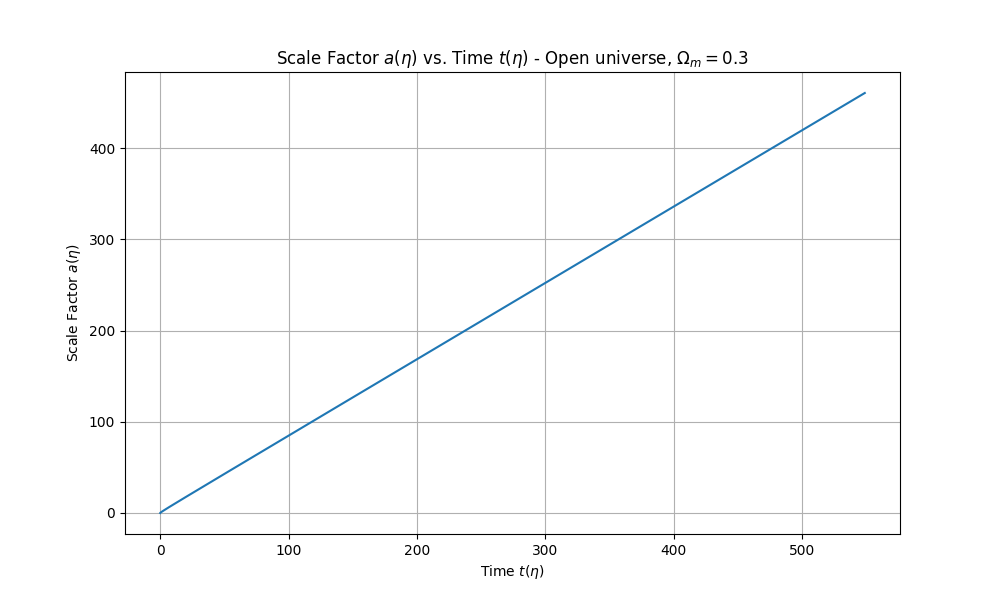 Scale Factor a(η) vs. Time t(η) - Open universe, Ωₘ = 0.3
Scale Factor a(η)
400
300
200
100
0
0 100 200 300 400 500
Time t(η)